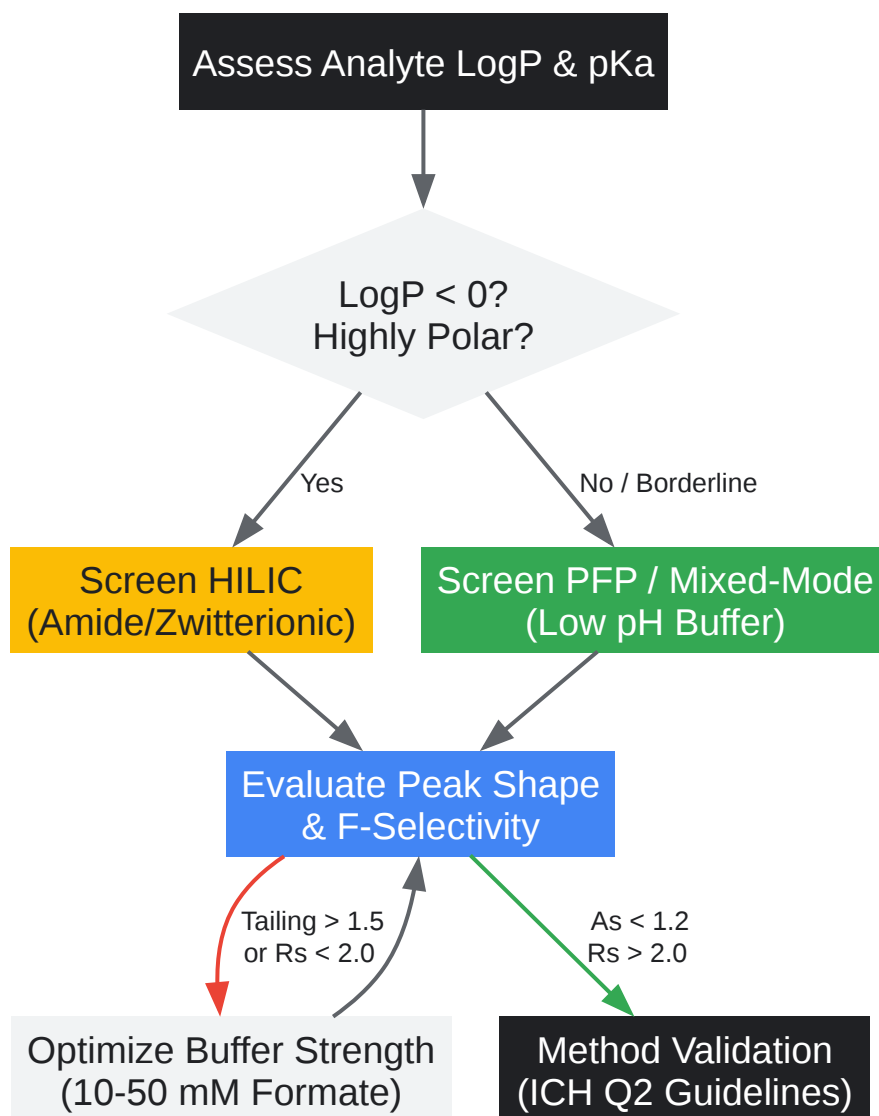 Assess Analyte LogP & pKa
LogP < 0?
Highly Polar?
Yes
No / Borderline
Screen HILIC
(Amide/Zwitterionic)
Screen PFP / Mixed-Mode
(Low pH Buffer)
Evaluate Peak Shape
& F-Selectivity
Tailing > 1.5
or Rs < 2.0
As < 1.2
Rs > 2.0
Optimize Buffer Strength
(10-50 mM Formate)
Method Validation
(ICH Q2 Guidelines)